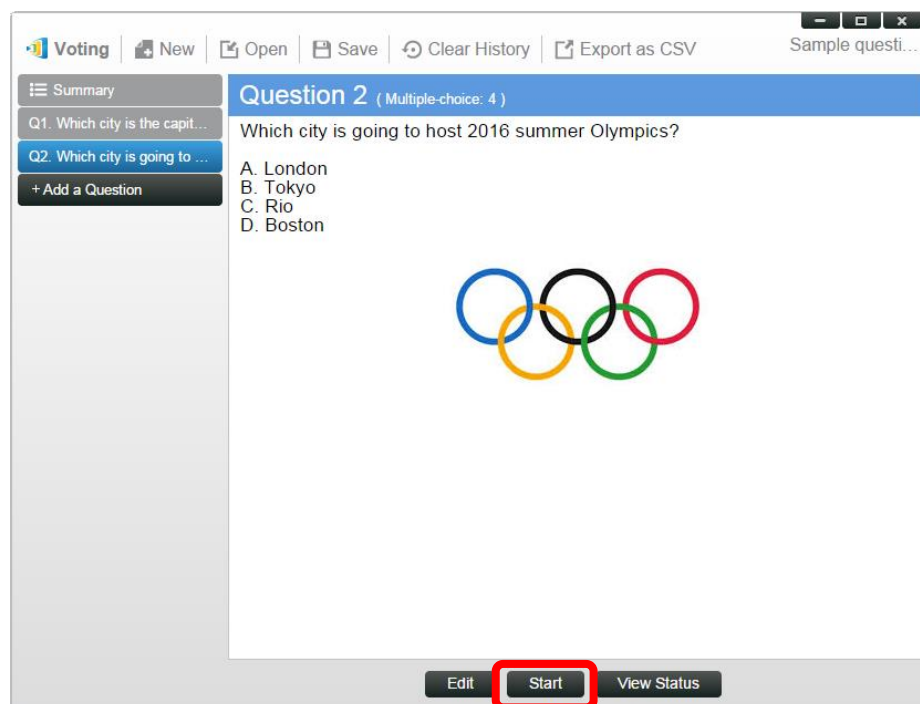 Voting New Open Save Clear History Export as CSV Sample questi...
Summary
Q1. Which city is the capit...
Q2. Which city is going to ...
+ Add a Question
Question 2 ( Multiple-choice: 4 )
Which city is going to host 2016 summer Olympics?
A. London
B. Tokyo
C. Rio
D. Boston
Edit Start View Status